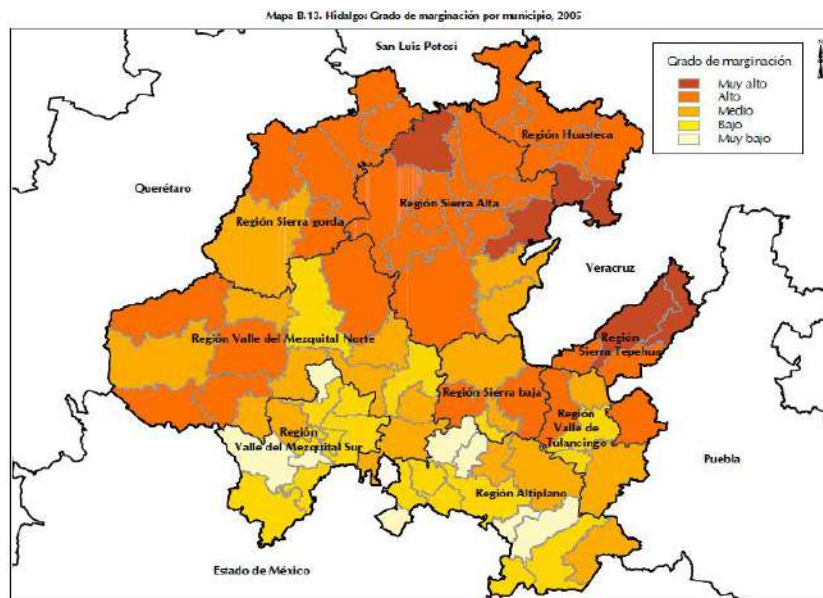 Mapa B.13. Hidalgo: Grado de marginación por municipio, 2005
San Luis Potosí
Grado de marginación
Muy alto
Alto
Medio
Bajo
Muy bajo
Región Huasteca
Querétaro
Región Sierra Alta
Región Sierra gorda
Veracruz
Región Valle del Mezquital Norte
Región
Sierra Tepehua
Región Sierra baja
Región
Valle de
Tulancingo
Región
Valle del Mezquital Sur
Puebla
Región Altiplano
Estado de México